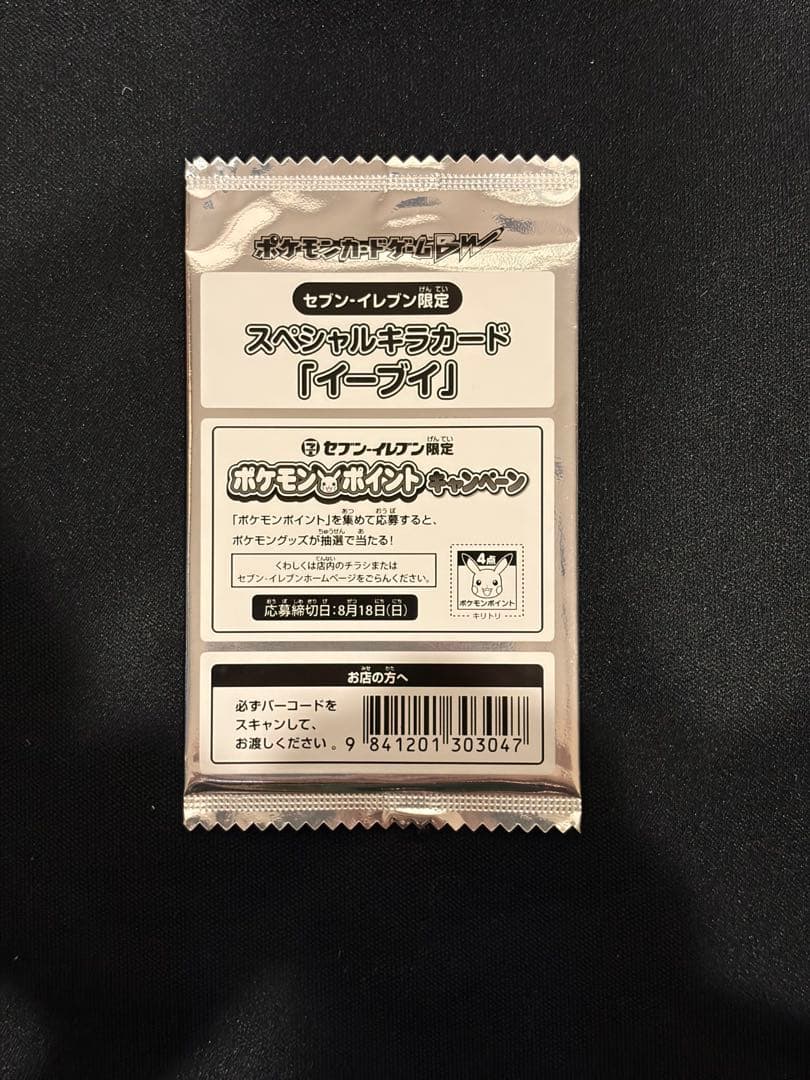 ポケモンカードゲームBW
セブン-イレブン限定
スペシャルキラカード
「イーブイ」
セブン-イレブン限定
ポケモンポイントキャンペーン
「ポケモンポイント」を集めて応募すると、
ポケモングッズが抽選で当たる!
くわしくは店内のチラシまたは
セブン-イレブンホームページをごらんください。
応募締切日:8月18日(日)
4点
ポケモンポイント
キリトリ
お店の方へ
必ずバーコードを
スキャンして、
お渡しください。
9 841201 303047